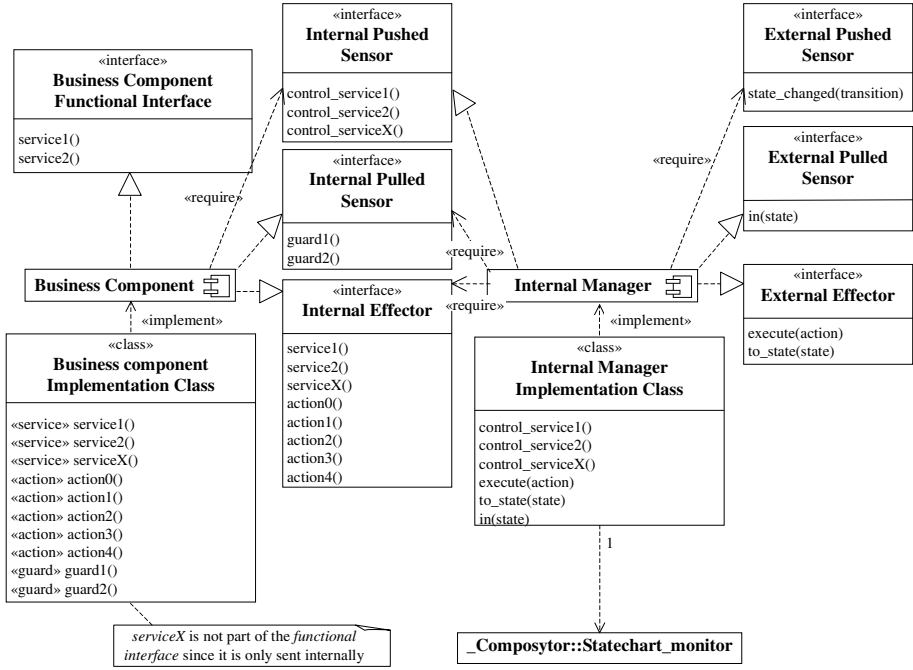 «interface»
Business Component
Functional Interface
service1()
service2()
«interface»
Internal Pushed
Sensor
control_service1()
control_service2()
control_serviceX()
«interface»
External Pushed
Sensor
state_changed(transition)
«require»
«require»
«interface»
Internal Pulled
Sensor
guard1()
guard2()
«interface»
External Pulled
Sensor
in(state)
«require»
Business Component
Internal Manager
«require»
«interface»
Internal Effector
service1()
service2()
serviceX()
action0()
action1()
action2()
action3()
action4()
«interface»
External Effector
execute(action)
to_state(state)
«implement»
«implement»
«class»
Business component
Implementation Class
«service» service1()
«service» service2()
«service» serviceX()
«action» action0()
«action» action1()
«action» action2()
«action» action3()
«action» action4()
«guard» guard1()
«guard» guard2()
«class»
Internal Manager
Implementation Class
control_service1()
control_service2()
control_serviceX()
execute(action)
to_state(state)
in(state)
1
serviceX is not part of the functional
interface since it is only sent internally
_Composytor::Statechart_monitor